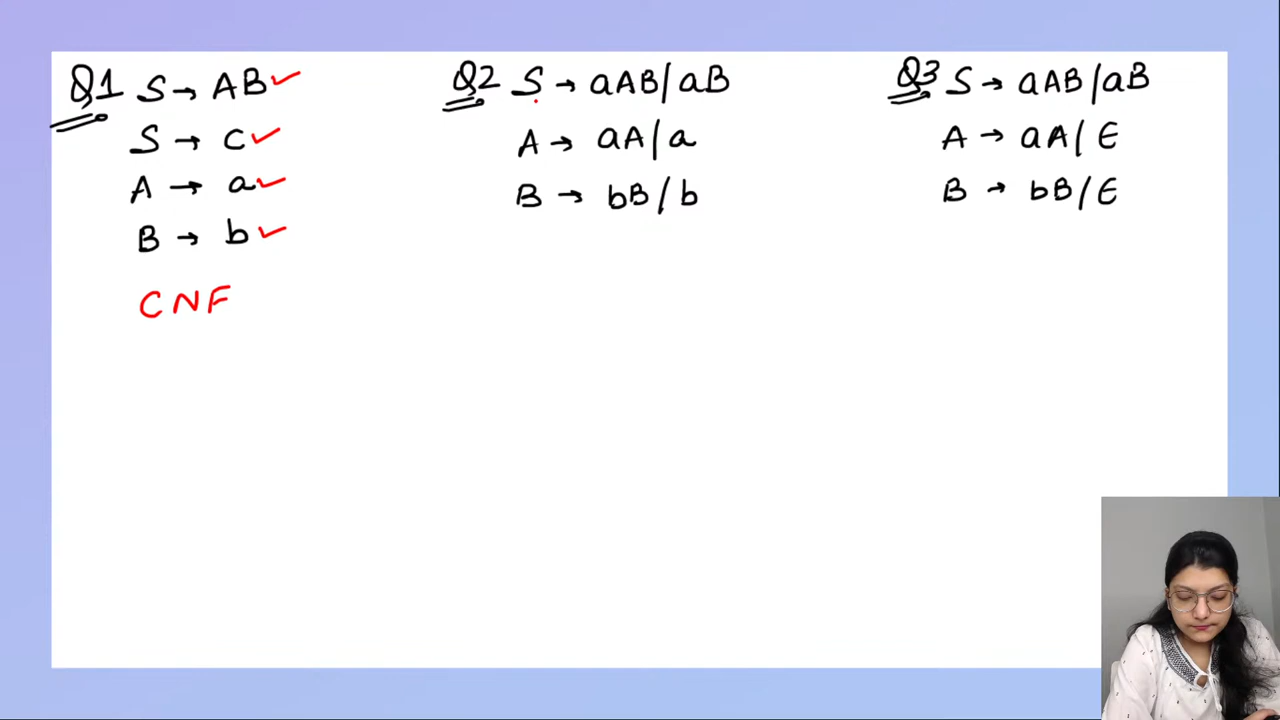 Q1 S → AB ✓
S → c ✓
A → a ✓
B → b ✓
CNF
Q2 S → aAB/aB
A → aA/a
B → bB/b
Q3 S → aAB/aB
A → aA/ϵ
B → bB/ϵ